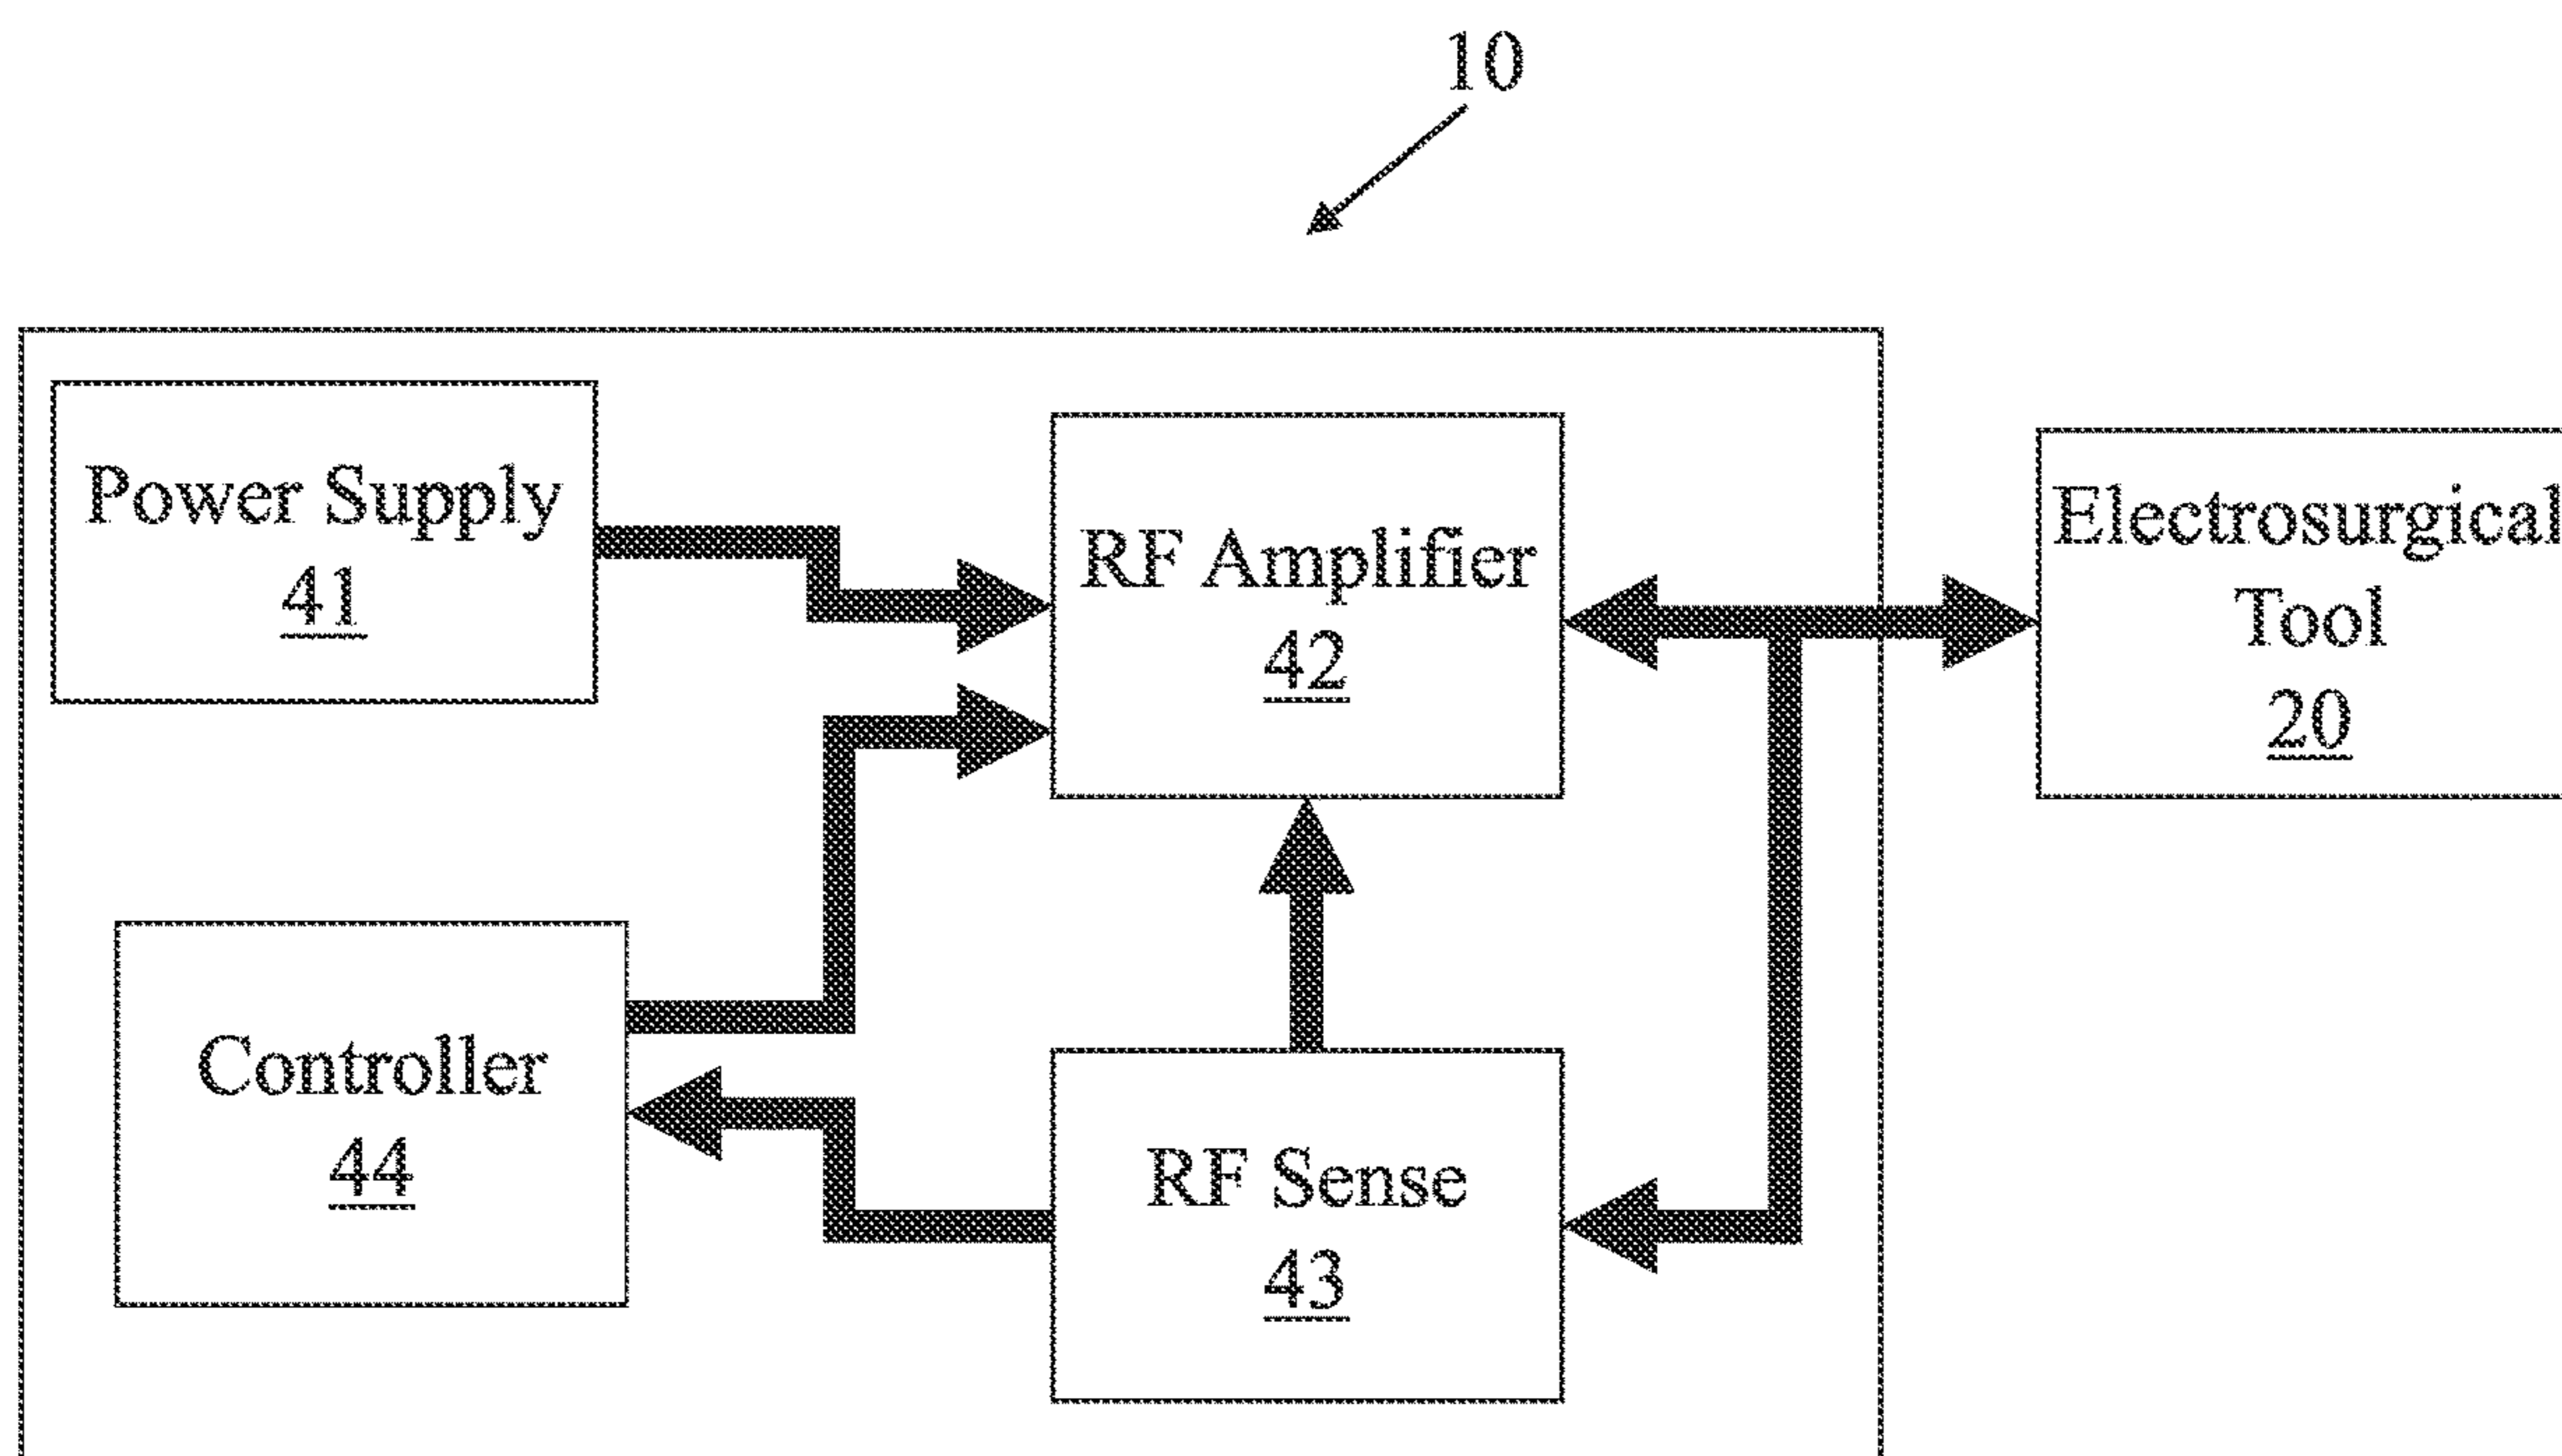 10
Power Supply
41
RF Amplifier
42
Electrosurgical
Tool
20
Controller
44
RF Sense
43